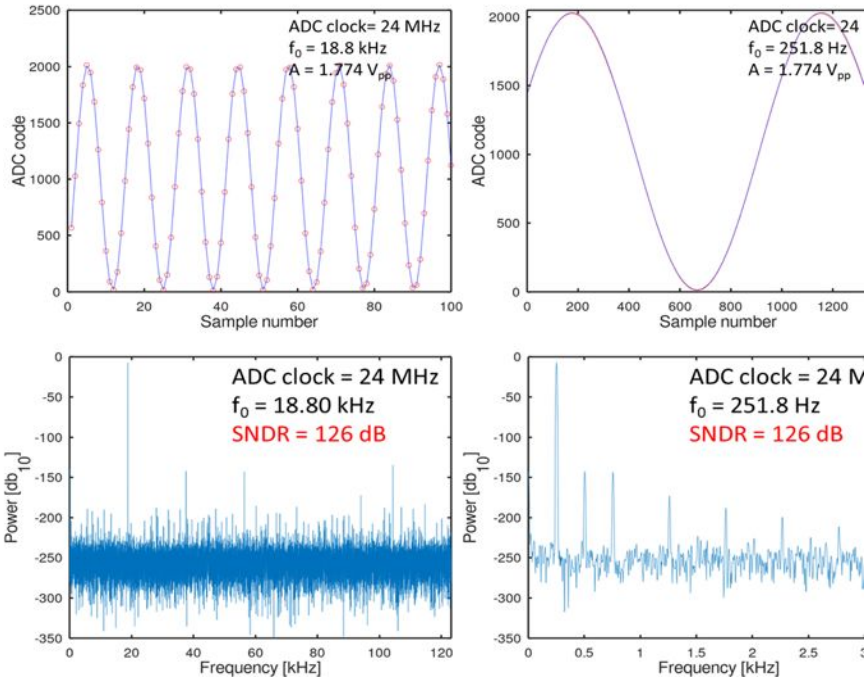 2500
2000
1500
1000
500
0
ADC code
0 20 40 60 80 100
Sample number
ADC clock= 24 MHz
f₀ = 18.8 kHz
A = 1.774 Vpp
2000
1500
1000
500
0
ADC code
0 200 400 600 800 1000 1200
Sample number
ADC clock= 24
f₀ = 251.8 Hz
A = 1.774 Vpp
0
-50
-100
-150
-200
-250
-300
-350
Power [db10]
0 20 40 60 80 100 120
Frequency [kHz]
ADC clock = 24 MHz
f₀ = 18.80 kHz
SNDR = 126 dB
0
-50
-100
-150
-200
-250
-300
-350
Power [db10]
0 0.5 1 1.5 2 2.5
Frequency [kHz]
ADC clock = 24 M
f₀ = 251.8 Hz
SNDR = 126 dB